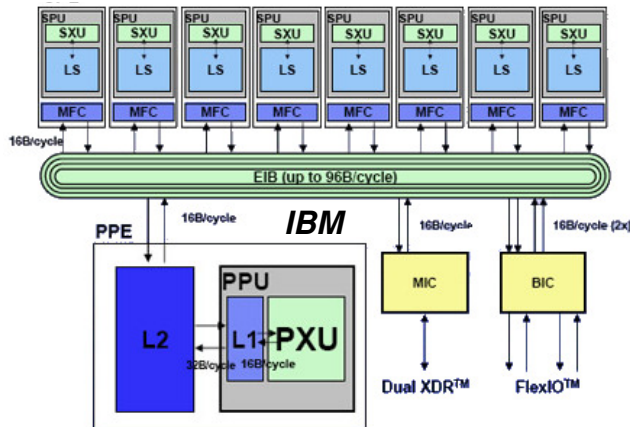 SPU SPU SPU SPU SPU SPU SPU SPU
SXU SXU SXU SXU SXU SXU SXU SXU
LS LS LS LS LS LS LS LS
MFC MFC MFC MFC MFC MFC MFC MFC
16B/cycle
EIB (up to 96B/cycle)
16B/cycle IBM 16B/cycle 16B/cycle (2x)
PPE
PPU MIC BIC
L2 L1 PXU
32B/cycle 16B/cycle
Dual XDR™ FlexIO™